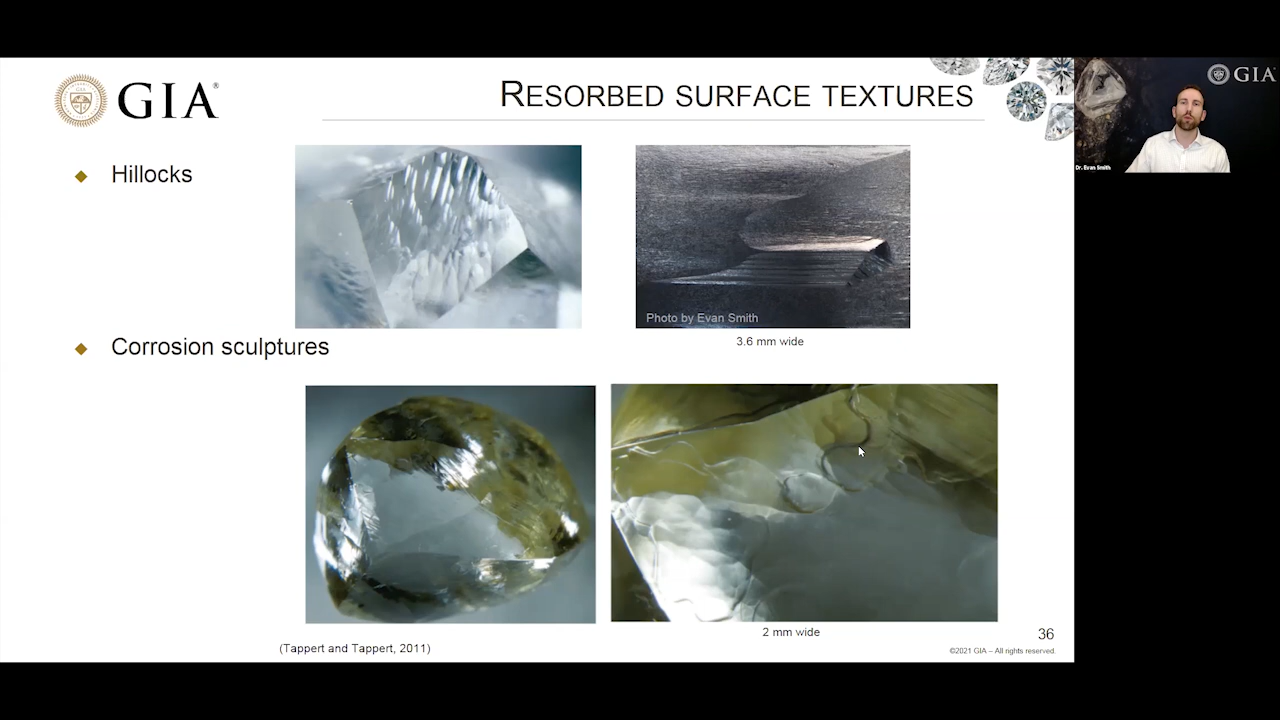 GIA®
RESORBED SURFACE TEXTURES
GIA
Dr. Evan Smith
Hillocks
Photo by Evan Smith
3.6 mm wide
Corrosion sculptures
2 mm wide
(Tappert and Tappert, 2011)
36
©2021 GIA – All rights reserved.